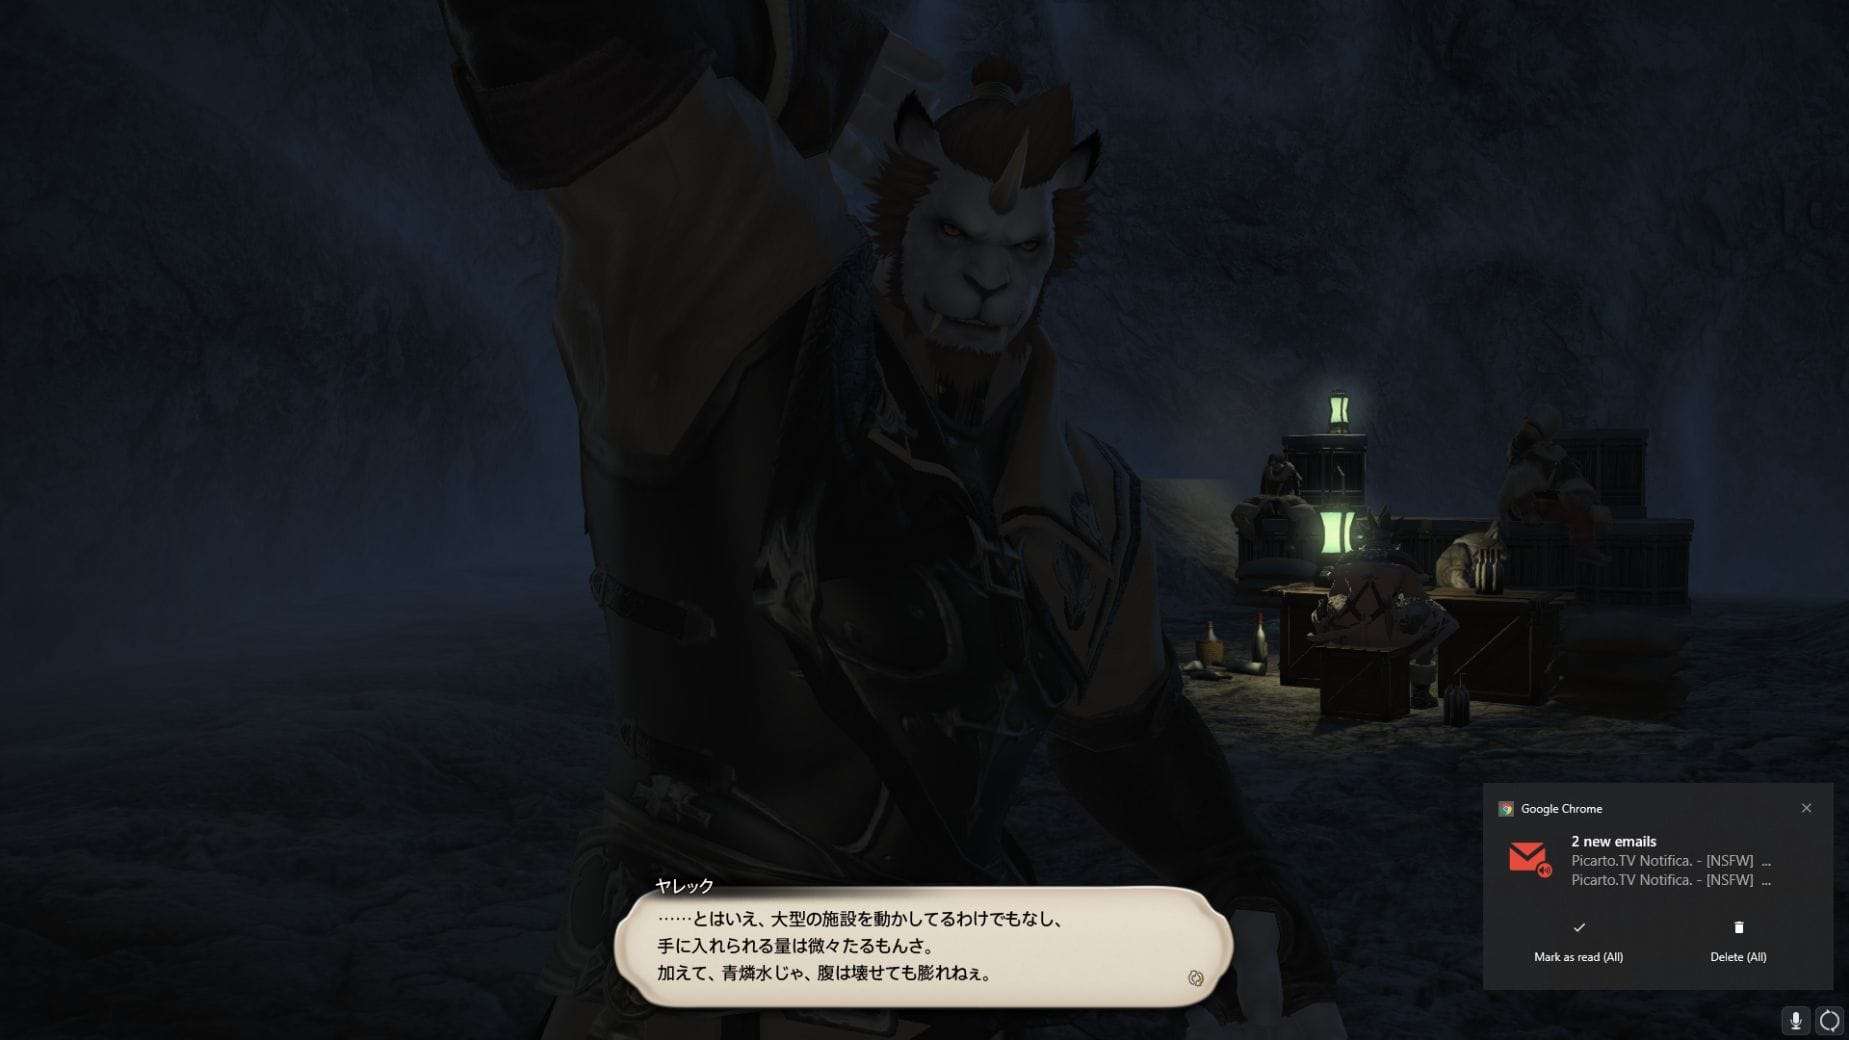 ヤレック
……とはいえ、大型の施設を動かしてるわけでもなし、
手に入れられる量は微々たるもんさ。
加えて、青燐水じゃ、腹は壊せても膨れねぇ。
Google Chrome
2 new emails
Picarto.TV Notifica. - [NSFW] ...
Picarto.TV Notifica. - [NSFW] ...
Mark as read (All)
Delete (All)